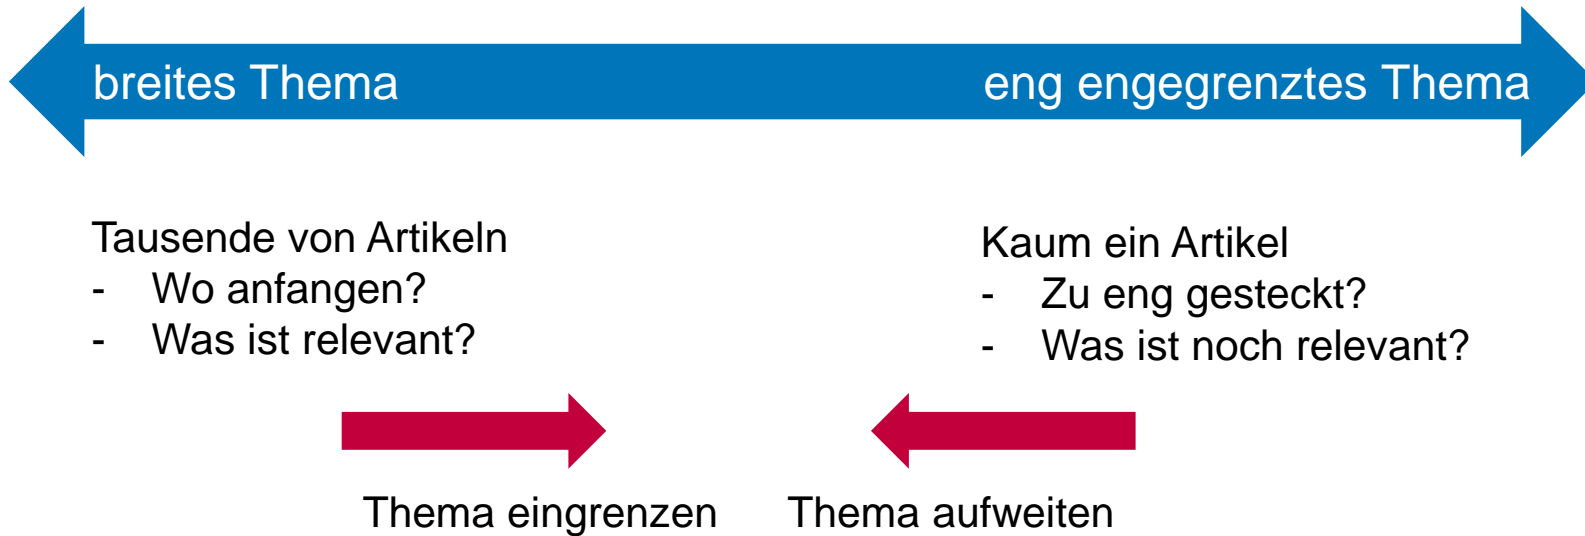 breites Thema
eng engegrenztes Thema
Tausende von Artikeln
- Wo anfangen?
- Was ist relevant?
Kaum ein Artikel
- Zu eng gesteckt?
- Was ist noch relevant?
Thema eingrenzen
Thema aufweiten